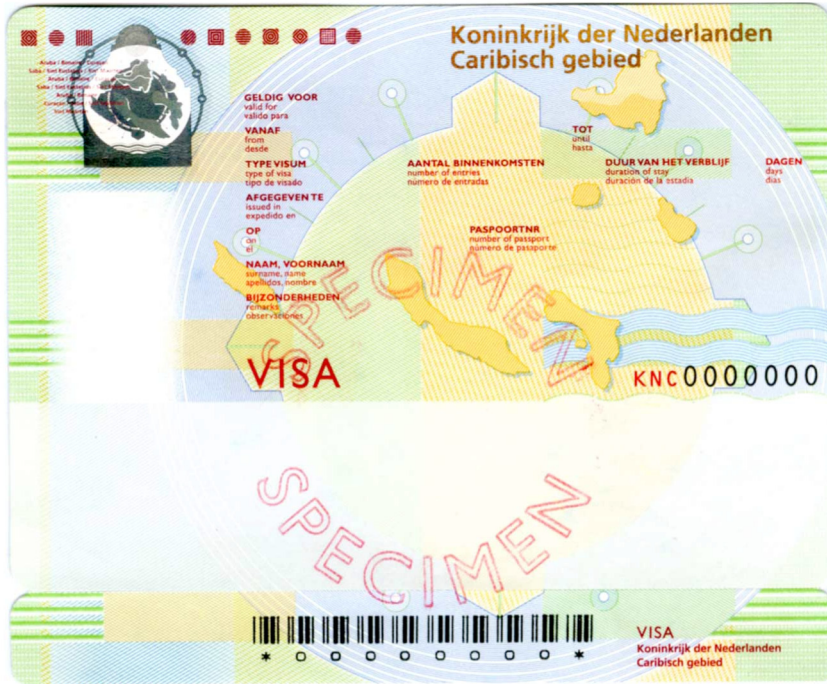 Koninkrijk der Nederlanden
Caribisch gebied
GELDIG VOOR
valid for
valido para
VANAF
from
desde
TOT
until
hasta
TYPE VISUM
type of visa
tipo de visado
AANTAL BINNENKOMSTEN
number of entries
número de entradas
DUUR VAN HET VERBLIJF
duration of stay
duración de la estadia
DAGEN
days
dias
AFGEGEVEN TE
issued in
expedido en
OP
on
el
PASPOORTNR
number of passport
número de pasaporte
NAAM, VOORNAAM
surname, name
apellidos, nombre
BIJZONDERHEDEN
remarks
observaciones
SPECIMEN
VISA
KNC0000000
SPECIMEN
* 0 0 0 0 0 0 0 0 *
VISA
Koninkrijk der Nederlanden
Caribisch gebied